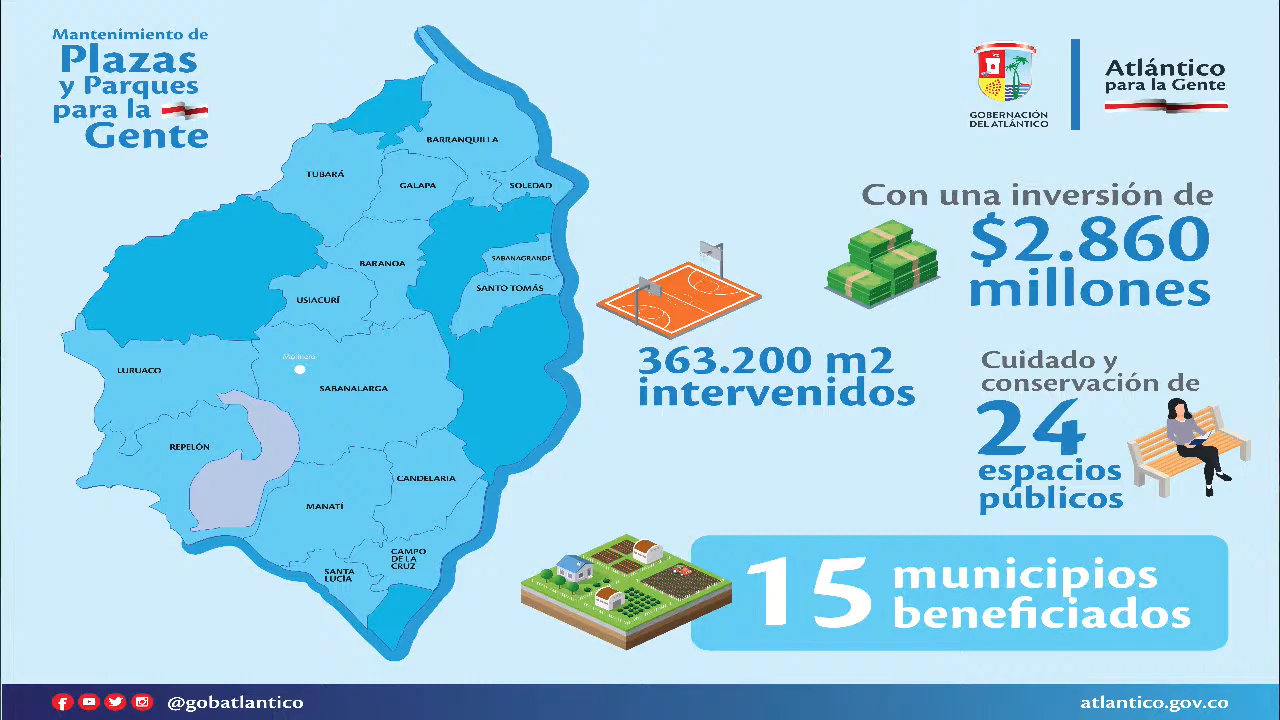 Mantenimiento de
Plazas
y Parques
para la
Gente
GOBERNACIÓN
DEL ATLÁNTICO
Atlántico
para la Gente
BARRANQUILLA
TUBARÁ
GALAPA
SOLEDAD
BARANOA
SABANAGRANDE
SANTO TOMÁS
USIACURÍ
Molinero
LURUACO
SABANALARGA
REPELÓN
CANDELARIA
MANATÍ
CAMPO
DE LA
CRUZ
SANTA
LUCÍA
Con una inversión de
$2.860
millones
363.200 m2
intervenidos
Cuidado y
conservación de
24
espacios
públicos
15 municipios
beneficiados
@gobatlantico
atlantico.gov.co